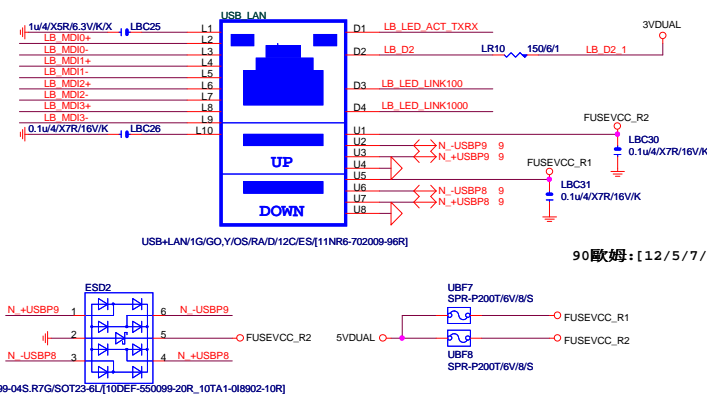 USB_LAN
1u/4/X5R/6.3V/K/X LBC25 L1
LB_MDI0+ L2
LB_MDI0- L3
LB_MDI1+ L4
LB_MDI1- L5
LB_MDI2+ L6
LB_MDI2- L7
LB_MDI3+ L8
LB_MDI3- L9
0.1u/4/X7R/16V/K LBC26 L10
UP
DOWN
D1 LB_LED_ACT_TXRX
D2 LB_D2 LR10 150/6/1 LB_D2_1 3VDUAL
D3 LB_LED_LINK100
D4 LB_LED_LINK1000
U1 FUSEVCC_R2
U2 N_-USBP9 9
U3 N_+USBP9 9
U4
U5 FUSEVCC_R1
U6 N_-USBP8 9
U7 N_+USBP8 9
U8
LBC30
0.1u/4/X7R/16V/K
LBC31
0.1u/4/X7R/16V/K
USB+LAN/1G/GO,Y/OS/RA/D/12C/ES/[11NR6-702009-96R]
90歐姆:[12/5/7/
ESD2
N_+USBP9 1 6 N_-USBP9
2 5 FUSEVCC_R2
N_-USBP8 3 4 N_+USBP8
99-04S.R7G/SOT23-6L/[10DEF-550099-20R_10TA1-0I8902-10R]
UBF7
SPR-P200T/6V/8/S
FUSEVCC_R1
5VDUAL
FUSEVCC_R2
UBF8
SPR-P200T/6V/8/S